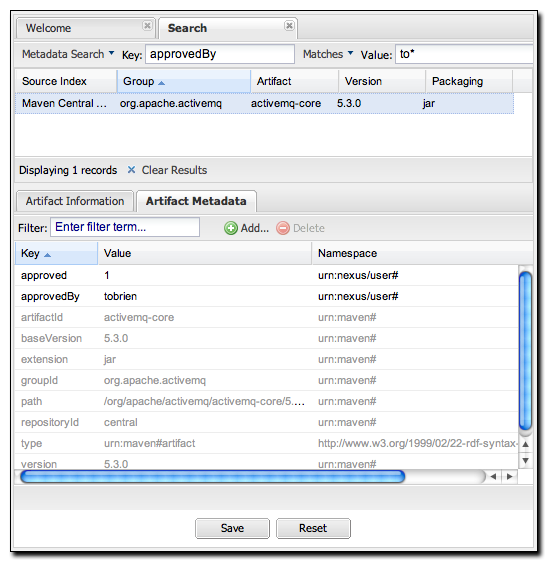 Welcome Search
Metadata Search Key: approvedBy Matches Value: to*
Source Index Group Artifact Version Packaging
Maven Central ... org.apache.activemq activemq-core 5.3.0 jar
Displaying 1 records Clear Results
Artifact Information Artifact Metadata
Filter: Enter filter term... Add... Delete
Key Value Namespace
approved 1 urn:nexus/user#
approvedBy tobrien urn:nexus/user#
artifactId activemq-core urn:maven#
baseVersion 5.3.0 urn:maven#
extension jar urn:maven#
groupId org.apache.activemq urn:maven#
path /org/apache/activemq/activemq-core/5.... urn:maven#
repositoryId central urn:maven#
type urn:maven#artifact http://www.w3.org/1999/02/22-rdf-syntax-
version 5.3.0 urn:maven#
Save Reset